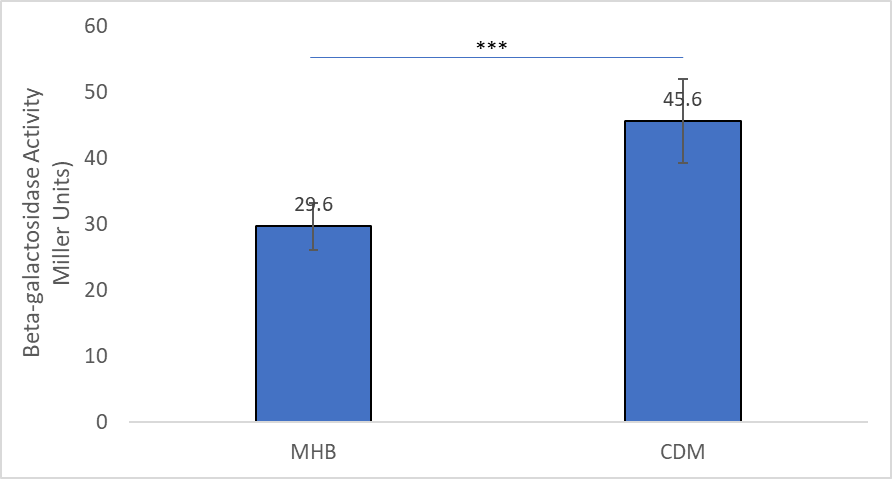 60
50
40
30
20
10
0
Beta-galactosidase Activity
Miller Units)
***
29.6
45.6
MHB
CDM